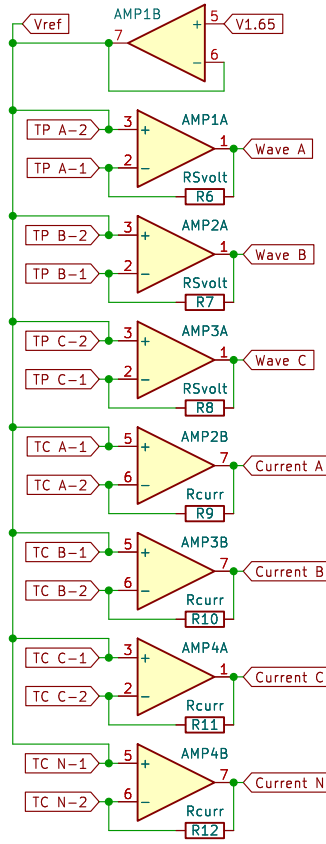 AMP1B
Vref
7
5
V1.65
+
6
−
AMP1A
TP A-2
3
+
1
Wave A
TP A-1
2
−
RSvolt
R6
AMP2A
TP B-2
3
+
1
Wave B
TP B-1
2
−
RSvolt
R7
AMP3A
TP C-2
3
+
1
Wave C
TP C-1
2
−
RSvolt
R8
AMP2B
TC A-1
5
+
7
Current A
TC A-2
6
−
Rcurr
R9
AMP3B
TC B-1
5
+
7
Current B
TC B-2
6
−
Rcurr
R10
AMP4A
TC C-1
3
+
1
Current C
TC C-2
2
−
Rcurr
R11
AMP4B
TC N-1
5
+
7
Current N
TC N-2
6
−
Rcurr
R12